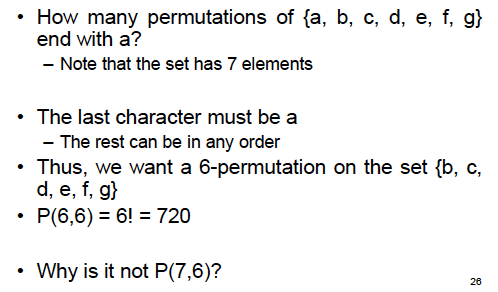 • How many permutations of {a, b, c, d, e, f, g}
end with a?
– Note that the set has 7 elements
• The last character must be a
– The rest can be in any order
• Thus, we want a 6-permutation on the set {b, c,
d, e, f, g}
• P(6,6) = 6! = 720
• Why is it not P(7,6)?
26